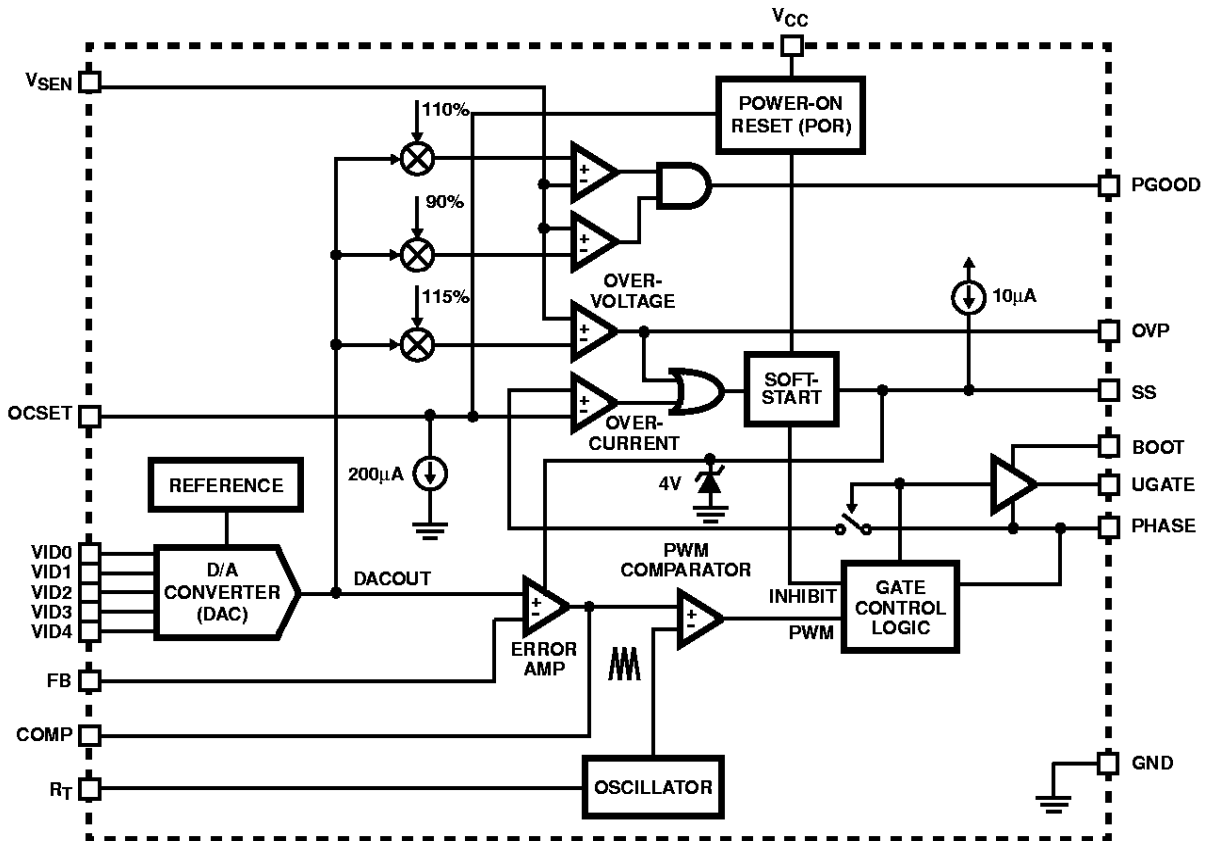 VCC
VSEN
POWER-ON
RESET (POR)
110%
+
-
PGOOD
90%
+
-
OVER-
VOLTAGE
10µA
115%
+
-
OVP
SOFT-
START
SS
OCSET
+
-
OVER-
CURRENT
BOOT
200µA
4V
UGATE
REFERENCE
PHASE
VID0
VID1
VID2
VID3
VID4
D/A
CONVERTER
(DAC)
DACOUT
PWM
COMPARATOR
+
-
+
-
INHIBIT
PWM
GATE
CONTROL
LOGIC
ERROR
AMP
FB
COMP
GND
RT
OSCILLATOR